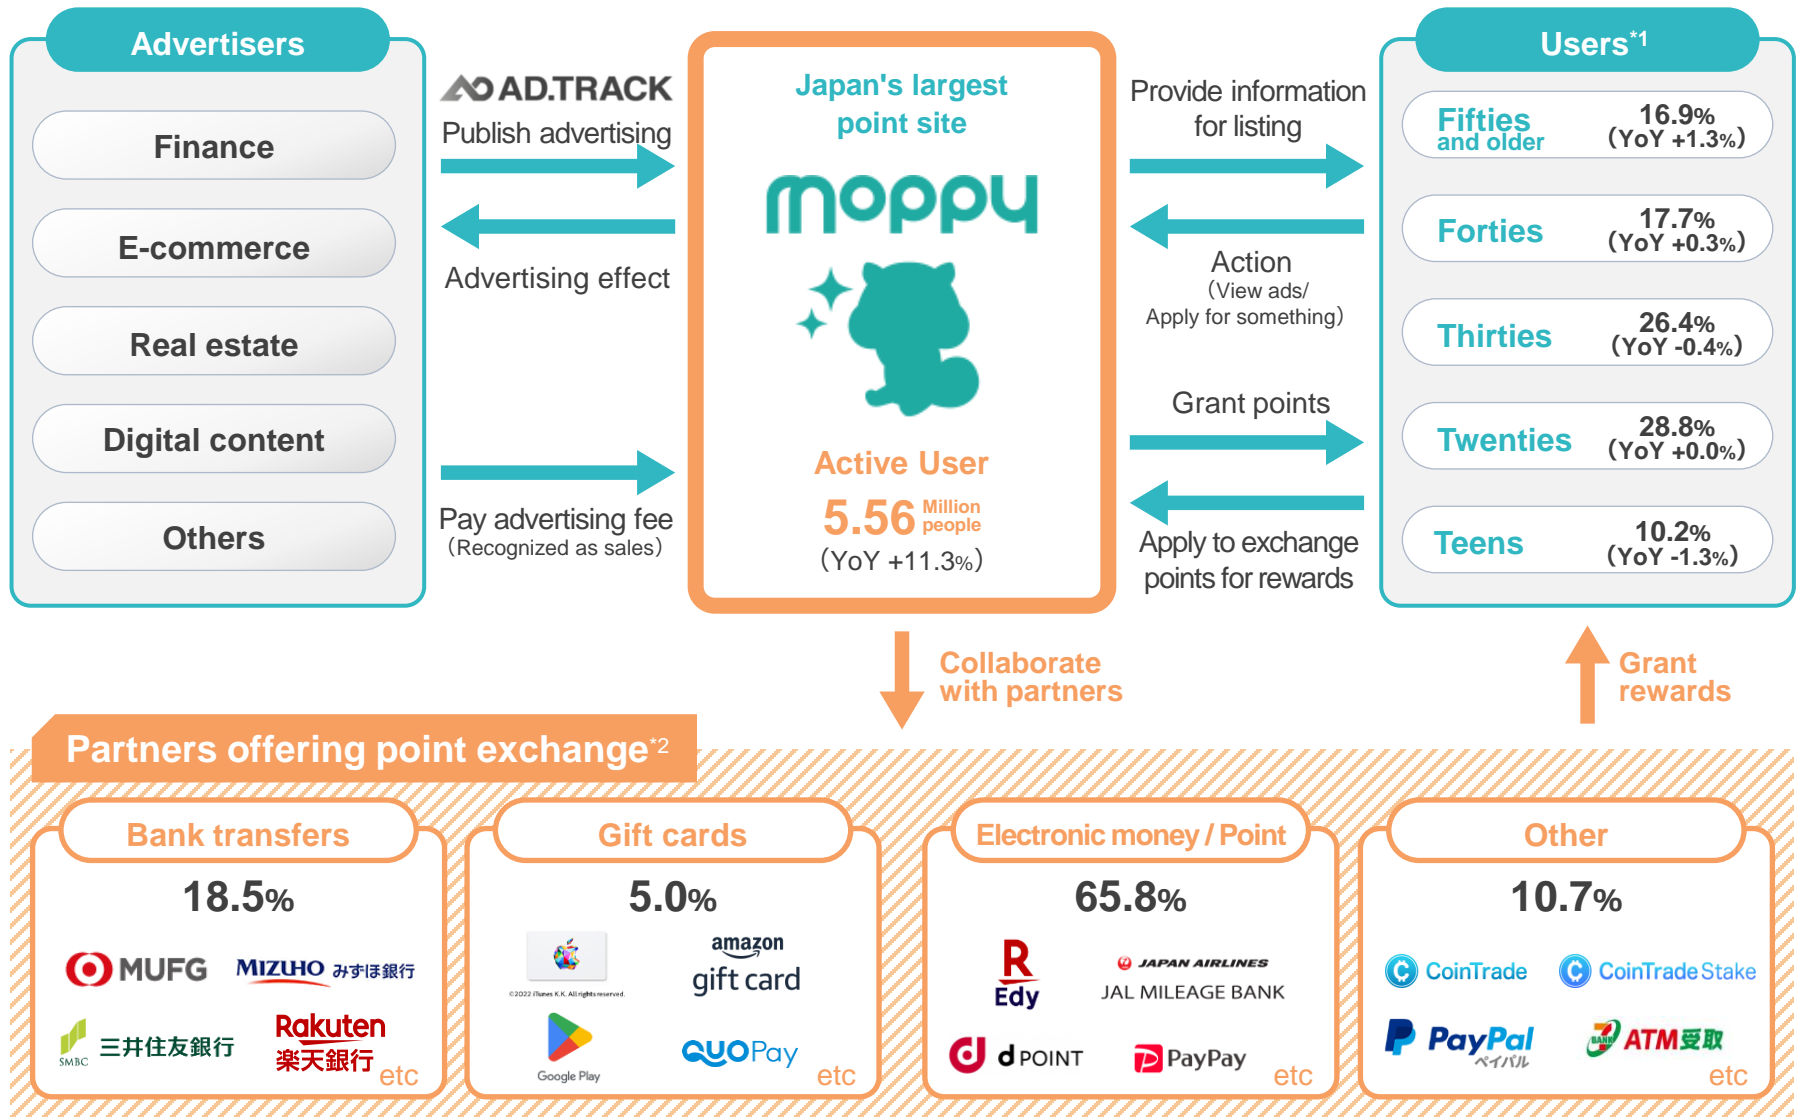 Advertisers
Finance
E-commerce
Real estate
Digital content
Others
AD.TRACK
Publish advertising
Advertising effect
Pay advertising fee
(Recognized as sales)
Japan's largest
point site
moppy
Active User
5.56 Million
people
(YoY +11.3%)
Provide information
for listing
Action
(View ads/
Apply for something)
Grant points
Apply to exchange
points for rewards
Users*1
Fifties
and older
16.9%
(YoY +1.3%)
Forties
17.7%
(YoY +0.3%)
Thirties
26.4%
(YoY -0.4%)
Twenties
28.8%
(YoY +0.0%)
Teens
10.2%
(YoY -1.3%)
Collaborate
with partners
Grant
rewards
Partners offering point exchange*2
Bank transfers
18.5%
MUFG
MIZUHO みずほ銀行
SMBC 三井住友銀行
Rakuten
楽天銀行
etc
Gift cards
5.0%
©2022 iTunes K.K. All rights reserved.
amazon
gift card
Google Play
QUOPay
etc
Electronic money / Point
65.8%
R
Edy
JAPAN AIRLINES
JAL MILEAGE BANK
d d POINT
PayPay
etc
Other
10.7%
CoinTrade
CoinTrade Stake
PayPal
ペイパル
BANK ATM受取
etc